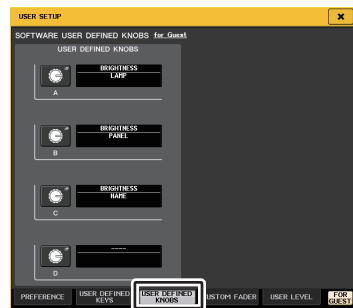 USER SETUP
SOFTWARE USER DEFINED KNOBS for Guest
USER DEFINED KNOBS
BRIGHTNESS
LAMP
A
BRIGHTNESS
PANEL
B
BRIGHTNESS
NAME
C
----
D
PREFERENCE
USER DEFINED
KEYS
USER DEFINED
KNOBS
USTOM FADER
USER LEVEL
FOR
GUEST